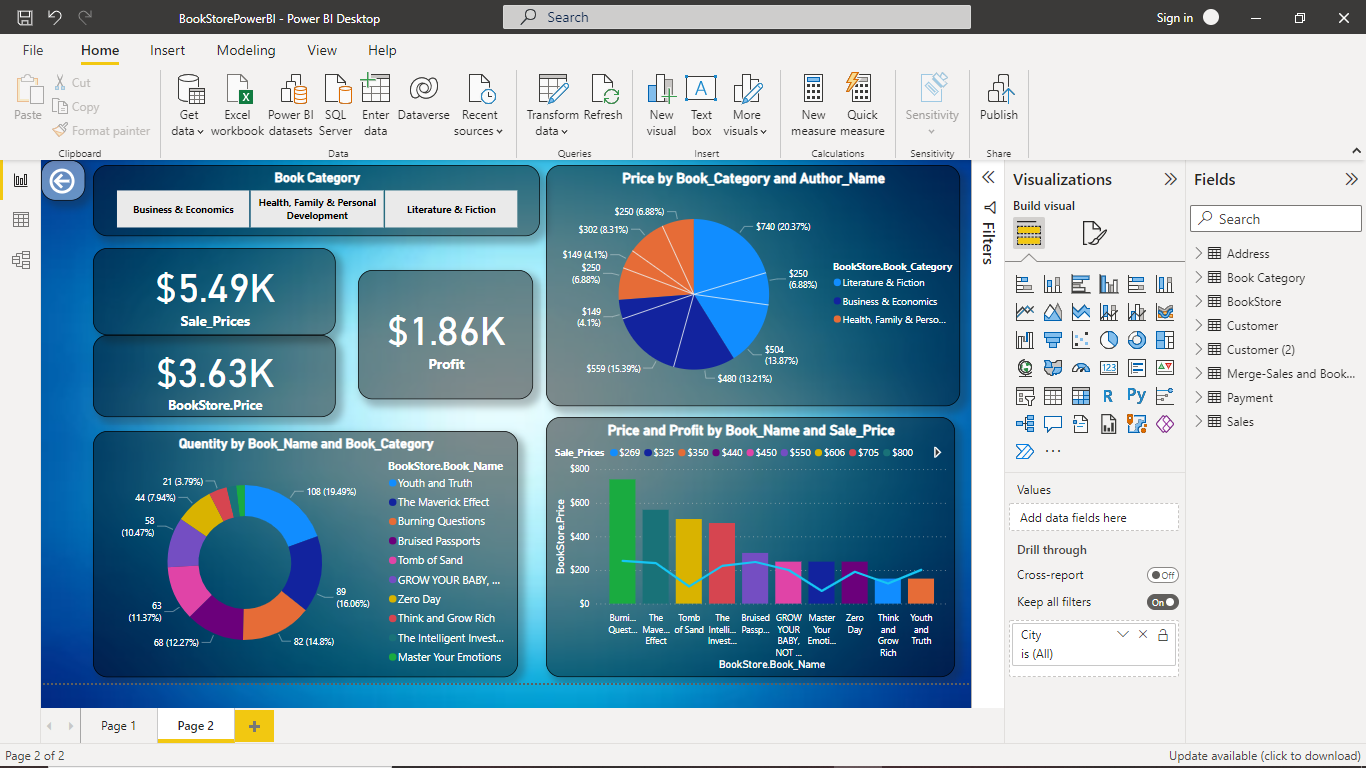 BookStorePowerBI - Power BI Desktop
Search
Sign in
File
Home
Insert
Modeling
View
Help
Paste
Cut
Copy
Format painter
Clipboard
Get data
Excel workbook
Power BI datasets
SQL Server
Enter data
Dataverse
Recent sources
Data
Transform data
Refresh
Queries
New visual
A
Text box
More visuals
Insert
New measure
Quick measure
Calculations
Sensitivity
Sensitivity
Publish
Share
Book Category
Business & Economics
Health, Family & Personal
Development
Literature & Fiction
$5.49K
Sale_Prices
$3.63K
BookStore.Price
$1.86K
Profit
Price by Book_Category and Author_Name
$250 (6.88%)
$302 (8.31%)
$149 (4.1%)
$250
(6.88%)
$149
(4.1%)
$559 (15.39%)
$740 (20.37%)
$250
(6.88%)
$504
(13.87%)
$480 (13.21%)
BookStore.Book_Category
Literature & Fiction
Business & Economics
Health, Family & Perso...
Quentity by Book_Name and Book_Category
21 (3.79%)
44 (7.94%)
58
(10.47%)
63
(11.37%)
68 (12.27%)
108 (19.49%)
89
(16.06%)
82 (14.8%)
BookStore.Book_Name
Youth and Truth
The Maverick Effect
Burning Questions
Bruised Passports
Tomb of Sand
GROW YOUR BABY, ...
Zero Day
Think and Grow Rich
The Intelligent Invest...
Master Your Emotions
Price and Profit by Book_Name and Sale_Price
Sale_Prices $269 $325 $350 $440 $450 $550 $606 $705 $800
$800
$600
$400
$200
$0
BookStore.Price
Burni...
Quest...
The
Mave...
Effect
Tomb
of Sand
The
Intelli...
Invest...
Bruised
Passp...
GROW
YOUR
BABY,
NOT ...
Master
Your
Emoti...
Zero
Day
Think
and
Grow
Rich
Youth
and
Truth
BookStore.Book_Name
Filters
Visualizations
Build visual
123
R
Py
...
Values
Add data fields here
Drill through
Cross-report
Off
Keep all filters
On
City
is (All)
Fields
Search
Address
Book Category
BookStore
Customer
Customer (2)
Merge-Sales and Book...
Payment
Sales
Page 1
Page 2
Page 2 of 2
Update available (click to download)